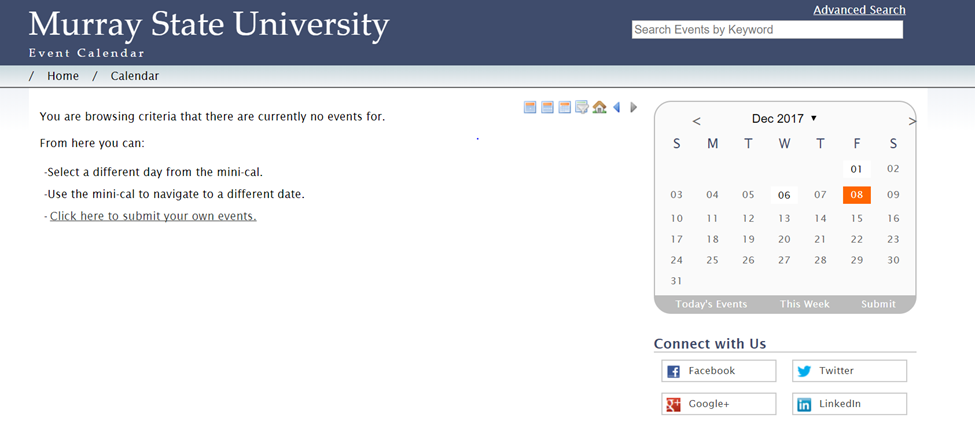 Murray State University
Event Calendar
Advanced Search
Search Events by Keyword
/ Home / Calendar
You are browsing criteria that there are currently no events for.
From here you can:
-Select a different day from the mini-cal.
-Use the mini-cal to navigate to a different date.
- Click here to submit your own events.
< Dec 2017 ▼ >
S M T W T F S
01 02
03 04 05 06 07 08 09
10 11 12 13 14 15 16
17 18 19 20 21 22 23
24 25 26 27 28 29 30
31
Today's Events This Week Submit
Connect with Us
Facebook Twitter
Google+ LinkedIn